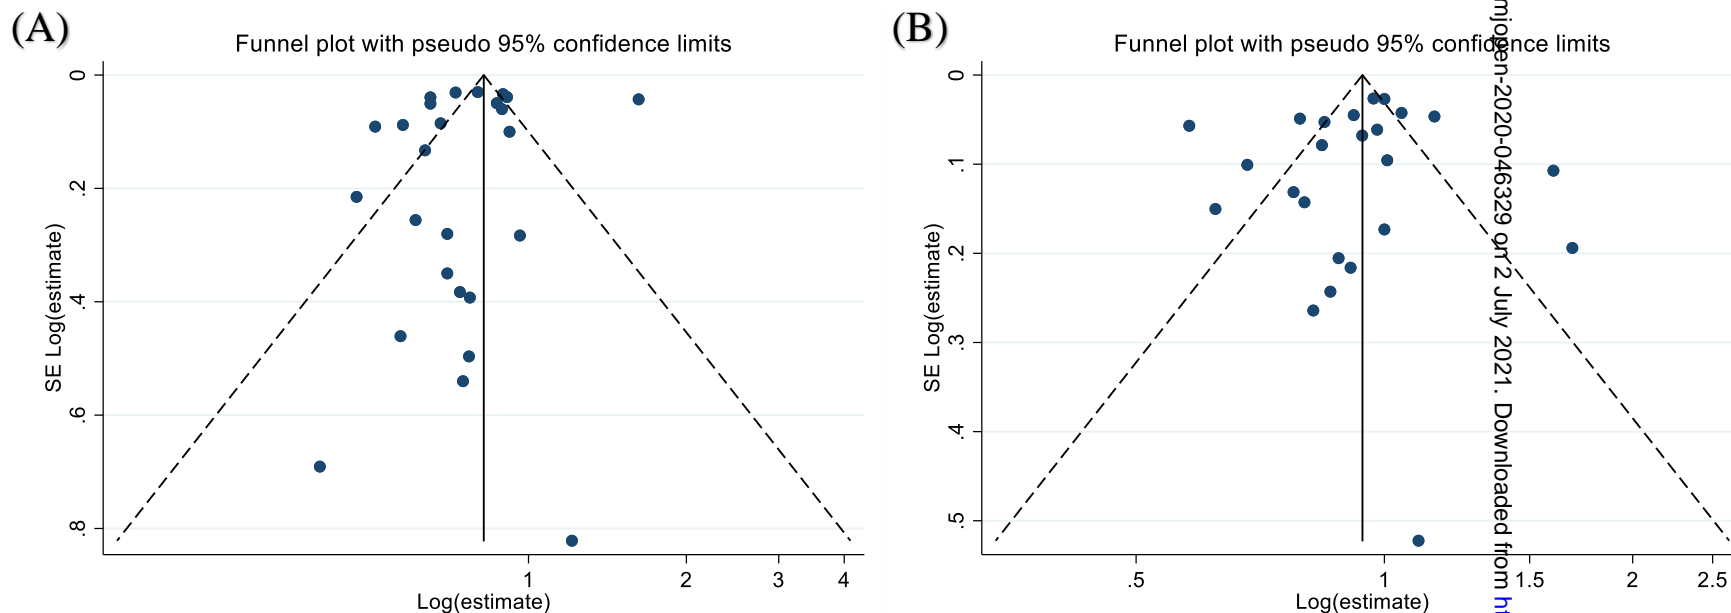 (A)
Funnel plot with pseudo 95% confidence limits
0
.2
.4
.6
.8
SE Log(estimate)
1
2
3
4
Log(estimate)
(B)
Funnel plot with pseudo 95% confidence limits
0
.1
.2
.3
.4
.5
SE Log(estimate)
.5
1
1.5
2
2.5
Log(estimate)
mjopen-2020-046329 on 2 July 2021. Downloaded from ht